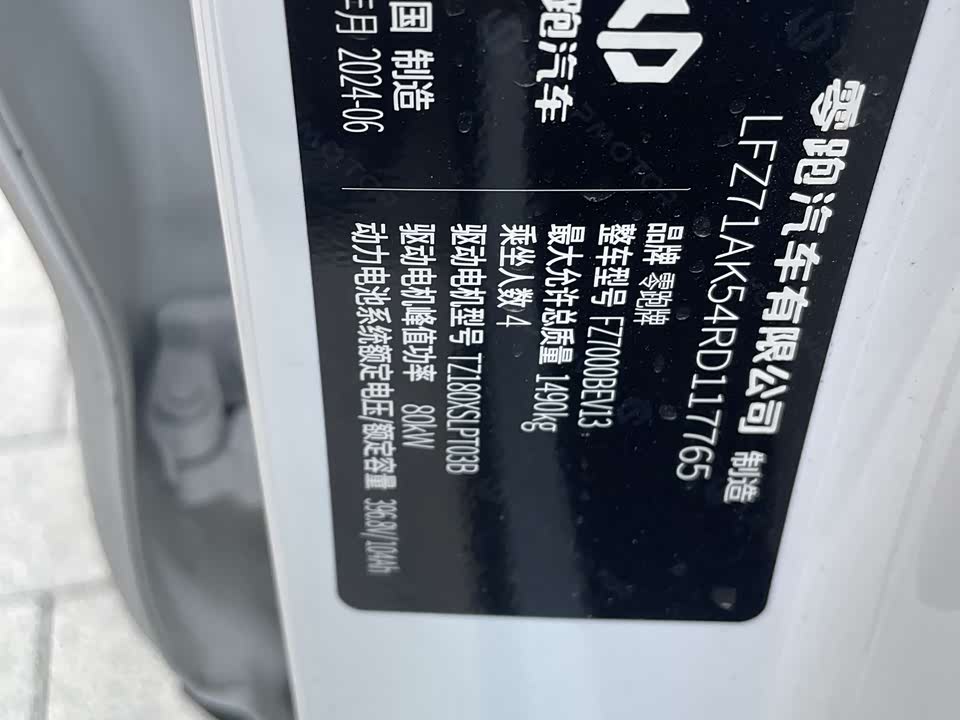 零跑汽车有限公司 制造
LFZ71AK54RD117765
跑汽车
品牌 零跑牌
整车型号 FZ7000BEV13
最大允许总质量 1490kg
乘坐人数 4
驱动电机型号 TZ180XSLPT03B
驱动电机峰值功率 80kW
动力电池系统额定电压/额定容量 396.8V/104Ah
国 制造
年月 2024-06